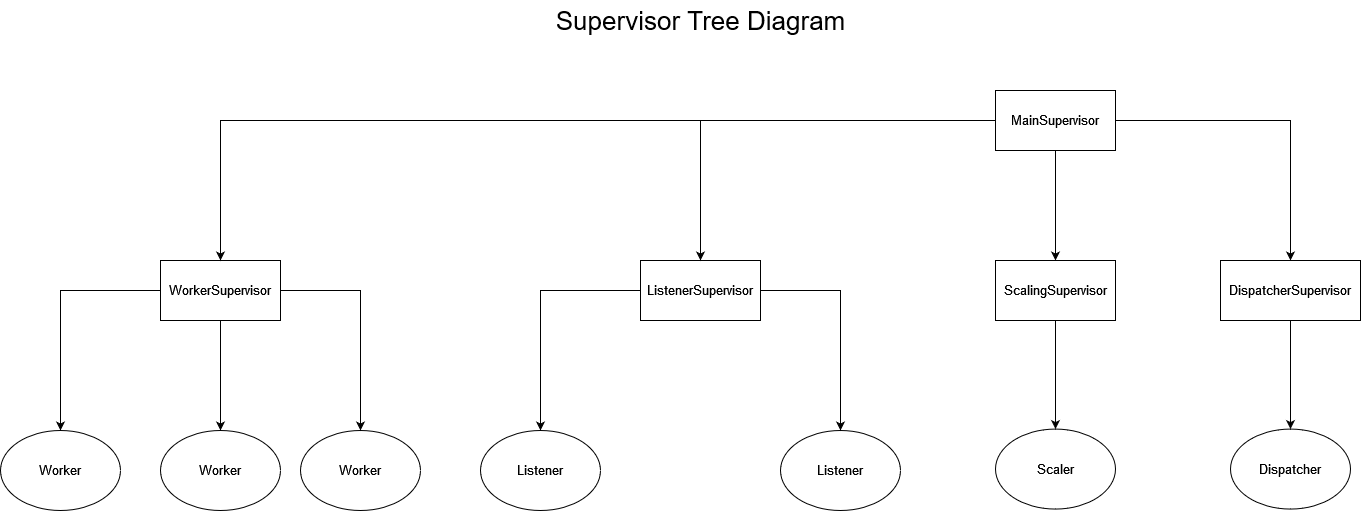 Supervisor Tree Diagram
MainSupervisor
WorkerSupervisor
ListenerSupervisor
ScalingSupervisor
DispatcherSupervisor
Worker
Worker
Worker
Listener
Listener
Scaler
Dispatcher